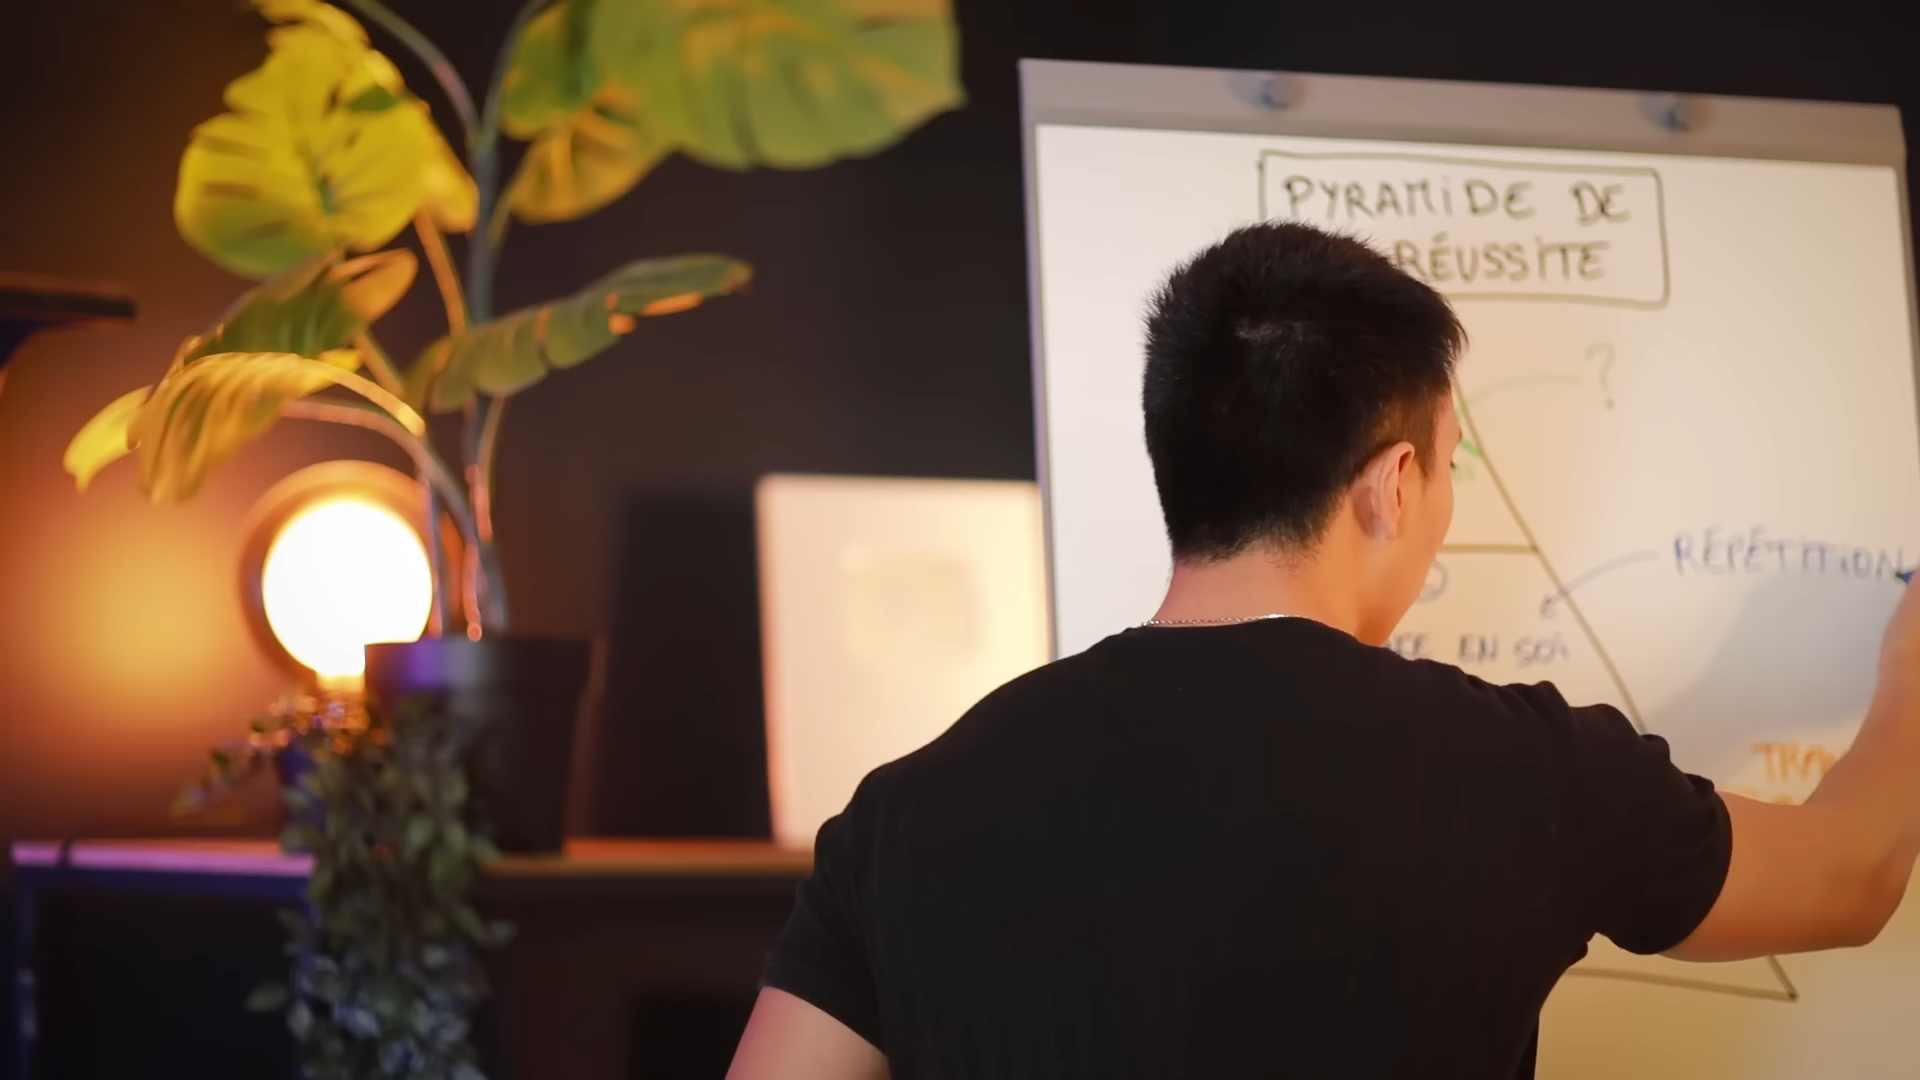 PYRAMIDE DE
RÉUSSITE
?
RÉPÉTITION
EN SOI